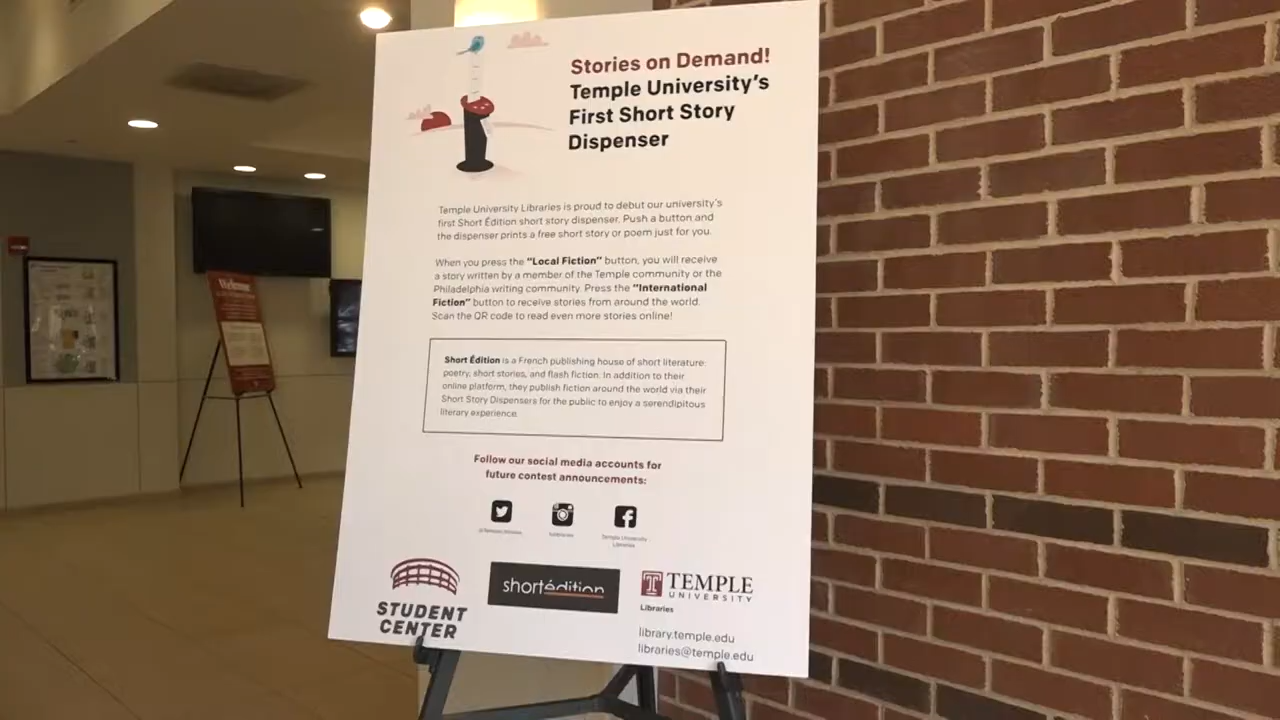 Stories on Demand!
Temple University's
First Short Story
Dispenser
Temple University Libraries is proud to debut our university's
first Short Édition short story dispenser. Push a button and
the dispenser prints a free short story or poem just for you.
When you press the "Local Fiction" button, you will receive
a story written by a member of the Temple community or the
Philadelphia writing community. Press the "International
Fiction" button to receive stories from around the world.
Scan the QR code to read even more stories online!
Short Édition is a French publishing house of short literature:
poetry, short stories, and flash fiction. In addition to their
online platform, they publish fiction around the world via their
Short Story Dispensers for the public to enjoy a serendipitous
literary experience.
Follow our social media accounts for
future contest announcements:
Temple University
Libraries
STUDENT
CENTER
shortédition
T TEMPLE
UNIVERSITY
Libraries
library.temple.edu
libraries@temple.edu
Welcome